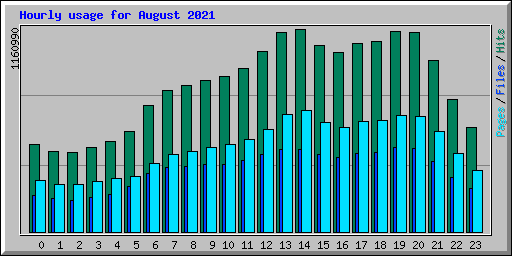 Hourly usage for August 2021
1160990
Pages/Files/Hits
0 1 2 3 4 5 6 7 8 9 10 11 12 13 14 15 16 17 18 19 20 21 22 23